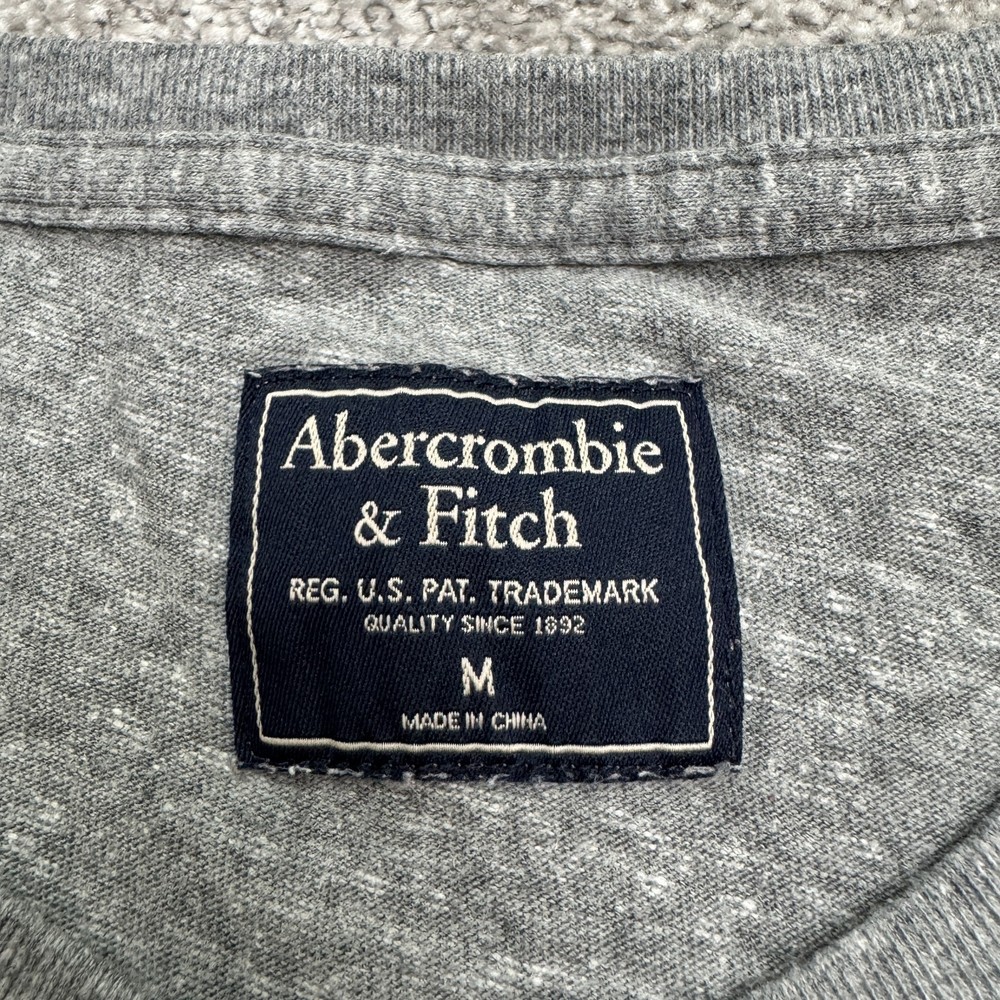 Abercrombie
& Fitch
REG. U.S. PAT. TRADEMARK
QUALITY SINCE 1892
M
MADE IN CHINA